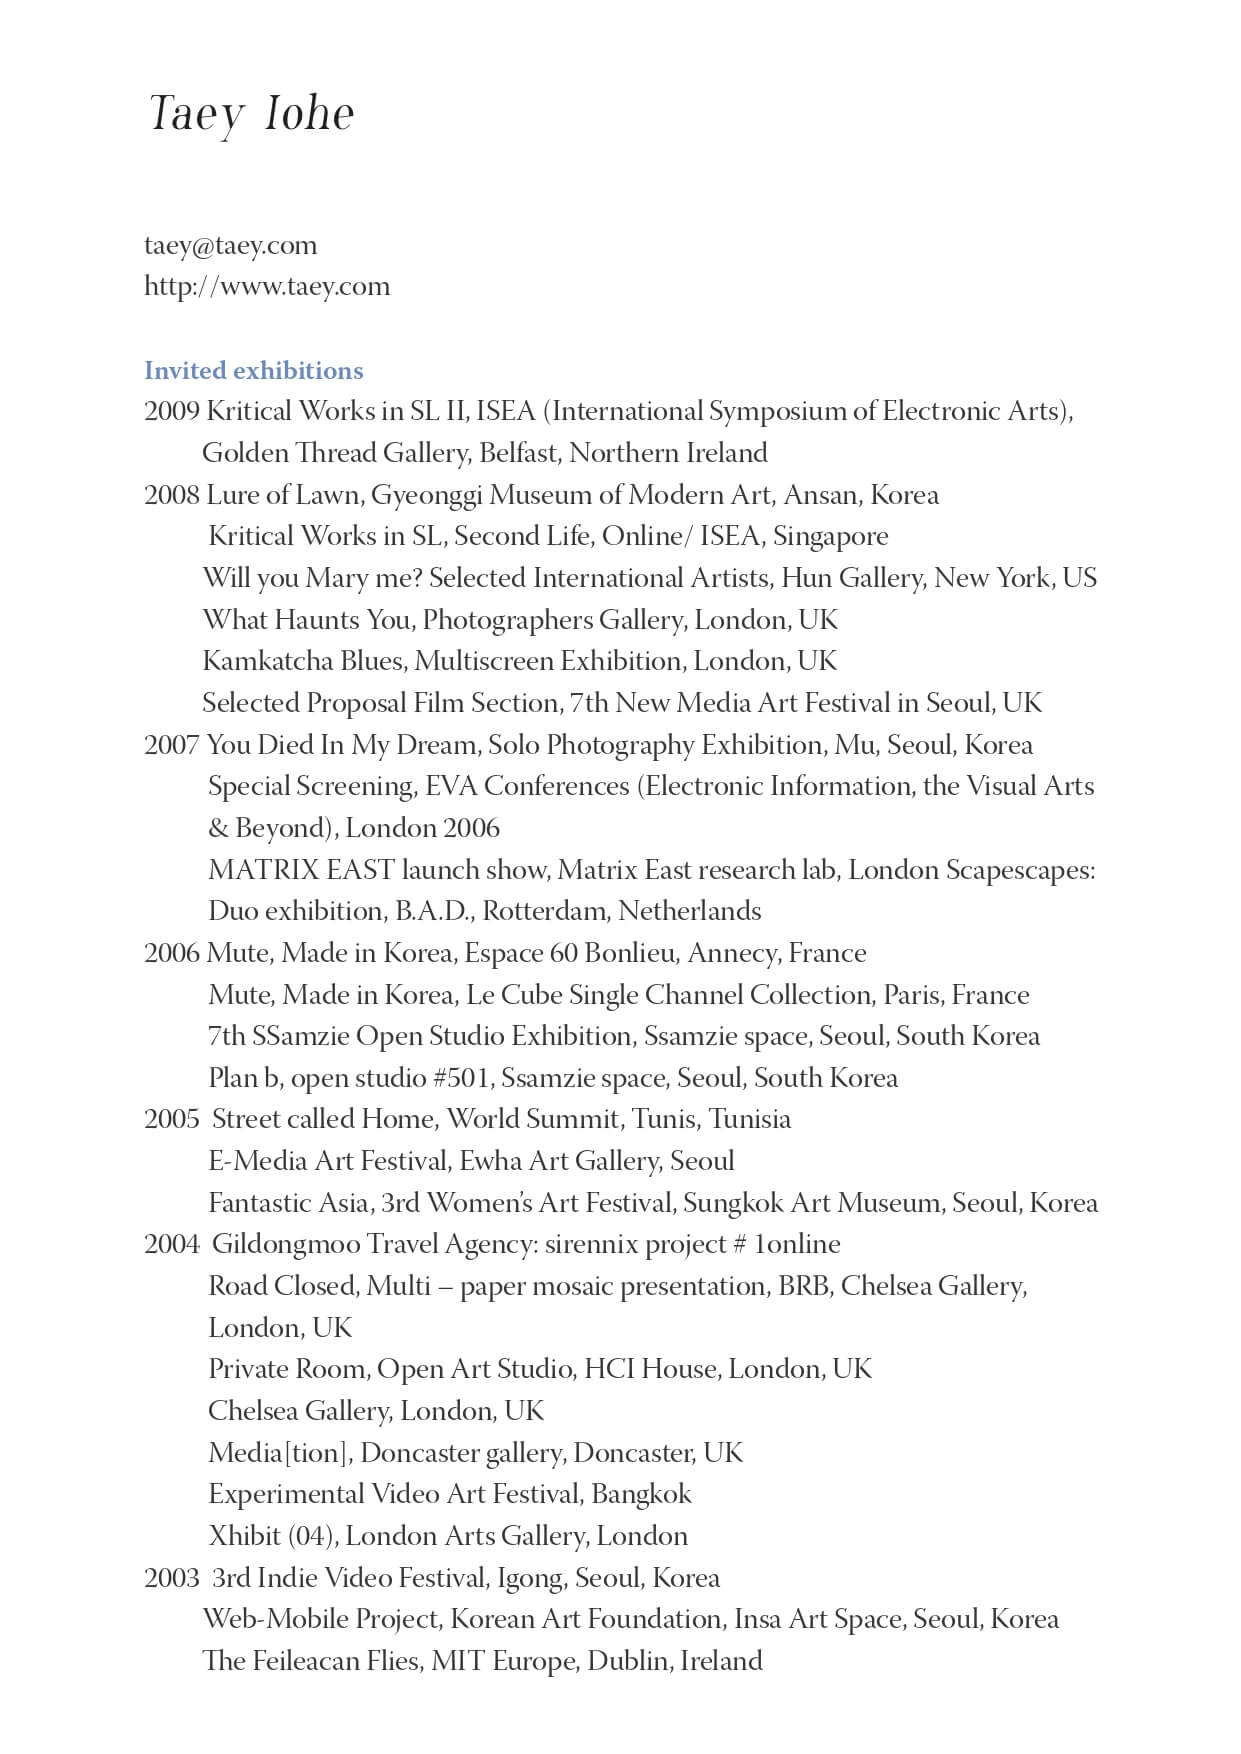 Taey Iohe
taey@taey.com
http://www.taey.com
Invited exhibitions
2009 Kritical Works in SL II, ISEA (International Symposium of Electronic Arts),
Golden Thread Gallery, Belfast, Northern Ireland
2008 Lure of Lawn, Gyeonggi Museum of Modern Art, Ansan, Korea
Kritical Works in SL, Second Life, Online/ ISEA, Singapore
Will you Mary me? Selected International Artists, Hun Gallery, New York, US
What Haunts You, Photographers Gallery, London, UK
Kamkatcha Blues, Multiscreen Exhibition, London, UK
Selected Proposal Film Section, 7th New Media Art Festival in Seoul, UK
2007 You Died In My Dream, Solo Photography Exhibition, Mu, Seoul, Korea
Special Screening, EVA Conferences (Electronic Information, the Visual Arts
& Beyond), London 2006
MATRIX EAST launch show, Matrix East research lab, London Scapescapes:
Duo exhibition, B.A.D., Rotterdam, Netherlands
2006 Mute, Made in Korea, Espace 60 Bonlieu, Annecy, France
Mute, Made in Korea, Le Cube Single Channel Collection, Paris, France
7th SSamzie Open Studio Exhibition, Ssamzie space, Seoul, South Korea
Plan b, open studio #501, Ssamzie space, Seoul, South Korea
2005 Street called Home, World Summit, Tunis, Tunisia
E-Media Art Festival, Ewha Art Gallery, Seoul
Fantastic Asia, 3rd Women’s Art Festival, Sungkok Art Museum, Seoul, Korea
2004 Gildongmoo Travel Agency: sirennix project # 1online
Road Closed, Multi – paper mosaic presentation, BRB, Chelsea Gallery,
London, UK
Private Room, Open Art Studio, HCI House, London, UK
Chelsea Gallery, London, UK
Media[tion], Doncaster gallery, Doncaster, UK
Experimental Video Art Festival, Bangkok
Xhibit (04), London Arts Gallery, London
2003 3rd Indie Video Festival, Igong, Seoul, Korea
Web-Mobile Project, Korean Art Foundation, Insa Art Space, Seoul, Korea
The Feileacan Flies, MIT Europe, Dublin, Ireland